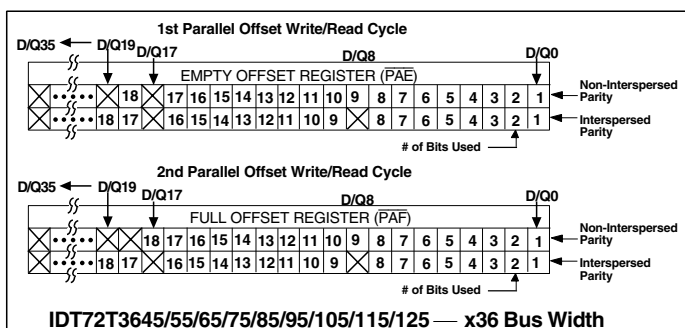 1st Parallel Offset Write/Read Cycle
D/Q35 D/Q19 D/Q17 D/Q8 D/Q0
EMPTY OFFSET REGISTER (PAE)
18 17 16 15 14 13 12 11 10 9 8 7 6 5 4 3 2 1 Non-Interspersed Parity
18 17 16 15 14 13 12 11 10 9 8 7 6 5 4 3 2 1 Interspersed Parity
# of Bits Used
2nd Parallel Offset Write/Read Cycle
D/Q35 D/Q19 D/Q17 D/Q8 D/Q0
FULL OFFSET REGISTER (PAF)
18 17 16 15 14 13 12 11 10 9 8 7 6 5 4 3 2 1 Non-Interspersed Parity
18 17 16 15 14 13 12 11 10 9 8 7 6 5 4 3 2 1 Interspersed Parity
# of Bits Used
IDT72T3645/55/65/75/85/95/105/115/125 — x36 Bus Width